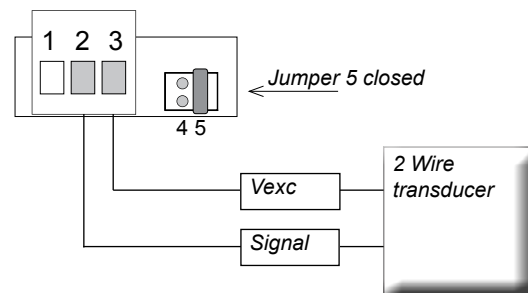 1 2 3
Jumper 5 closed
4 5
2 Wire
transducer
Vexc
Signal